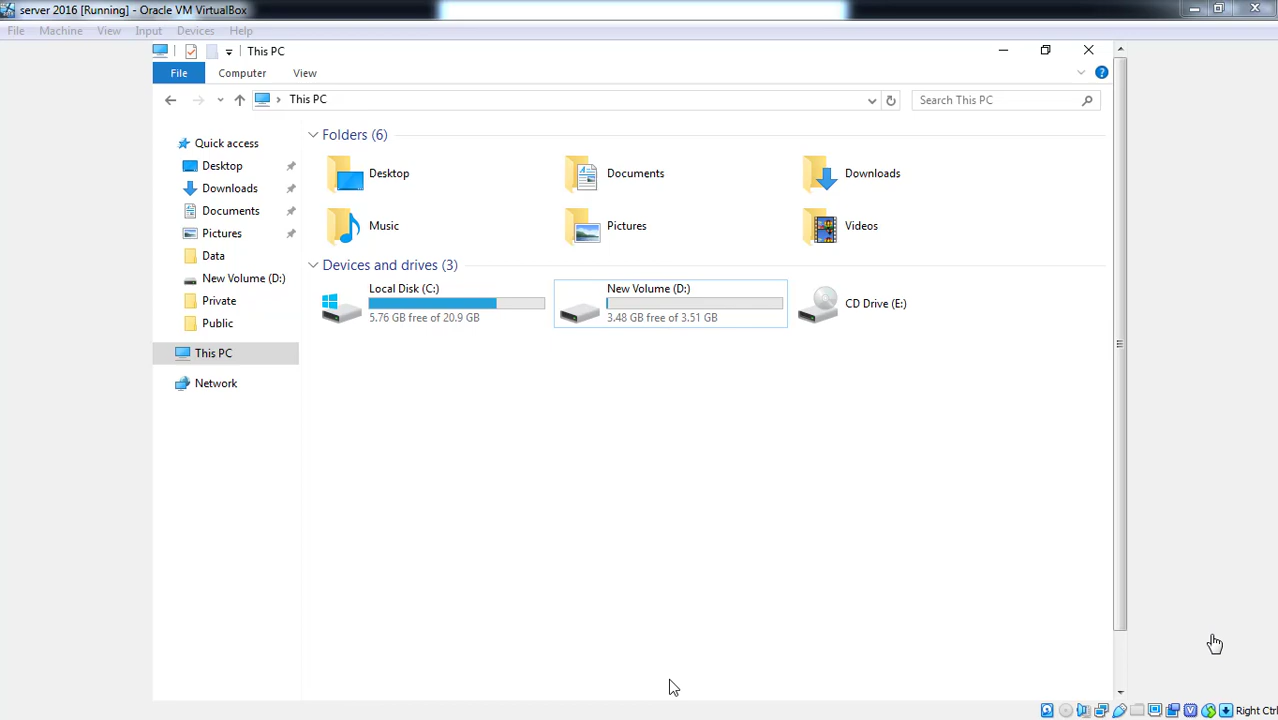 server 2016 [Running] - Oracle VM VirtualBox
File Machine View Input Devices Help
This PC
File Computer View
This PC
Search This PC
Quick access
Desktop
Downloads
Documents
Pictures
Data
New Volume (D:)
Private
Public
This PC
Network
Folders (6)
Desktop
Documents
Downloads
Music
Pictures
Videos
Devices and drives (3)
Local Disk (C:)
5.76 GB free of 20.9 GB
New Volume (D:)
3.48 GB free of 3.51 GB
CD Drive (E:)
Right Ctrl